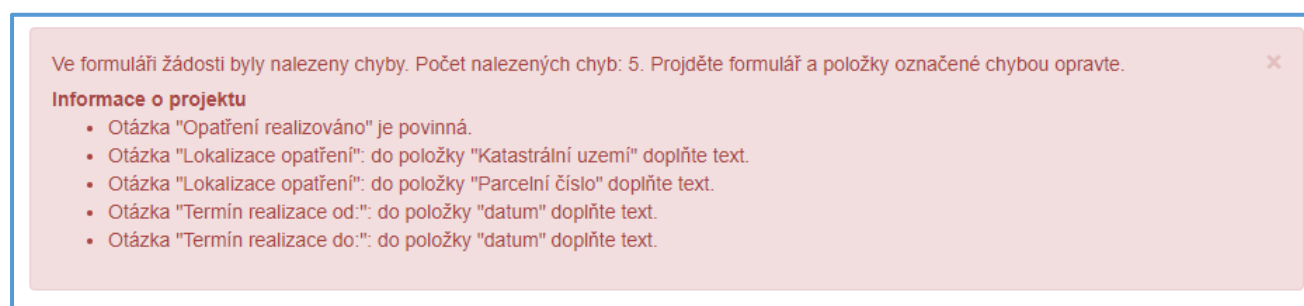 Ve formuláři žádosti byly nalezeny chyby. Počet nalezených chyb: 5. Projděte formulář a položky označené chybou opravte.
×
Informace o projektu
• Otázka "Opatření realizováno" je povinná.
• Otázka "Lokalizace opatření": do položky "Katastrální uzemí" doplňte text.
• Otázka "Lokalizace opatření": do položky "Parcelní číslo" doplňte text.
• Otázka "Termín realizace od:": do položky "datum" doplňte text.
• Otázka "Termín realizace do:": do položky "datum" doplňte text.